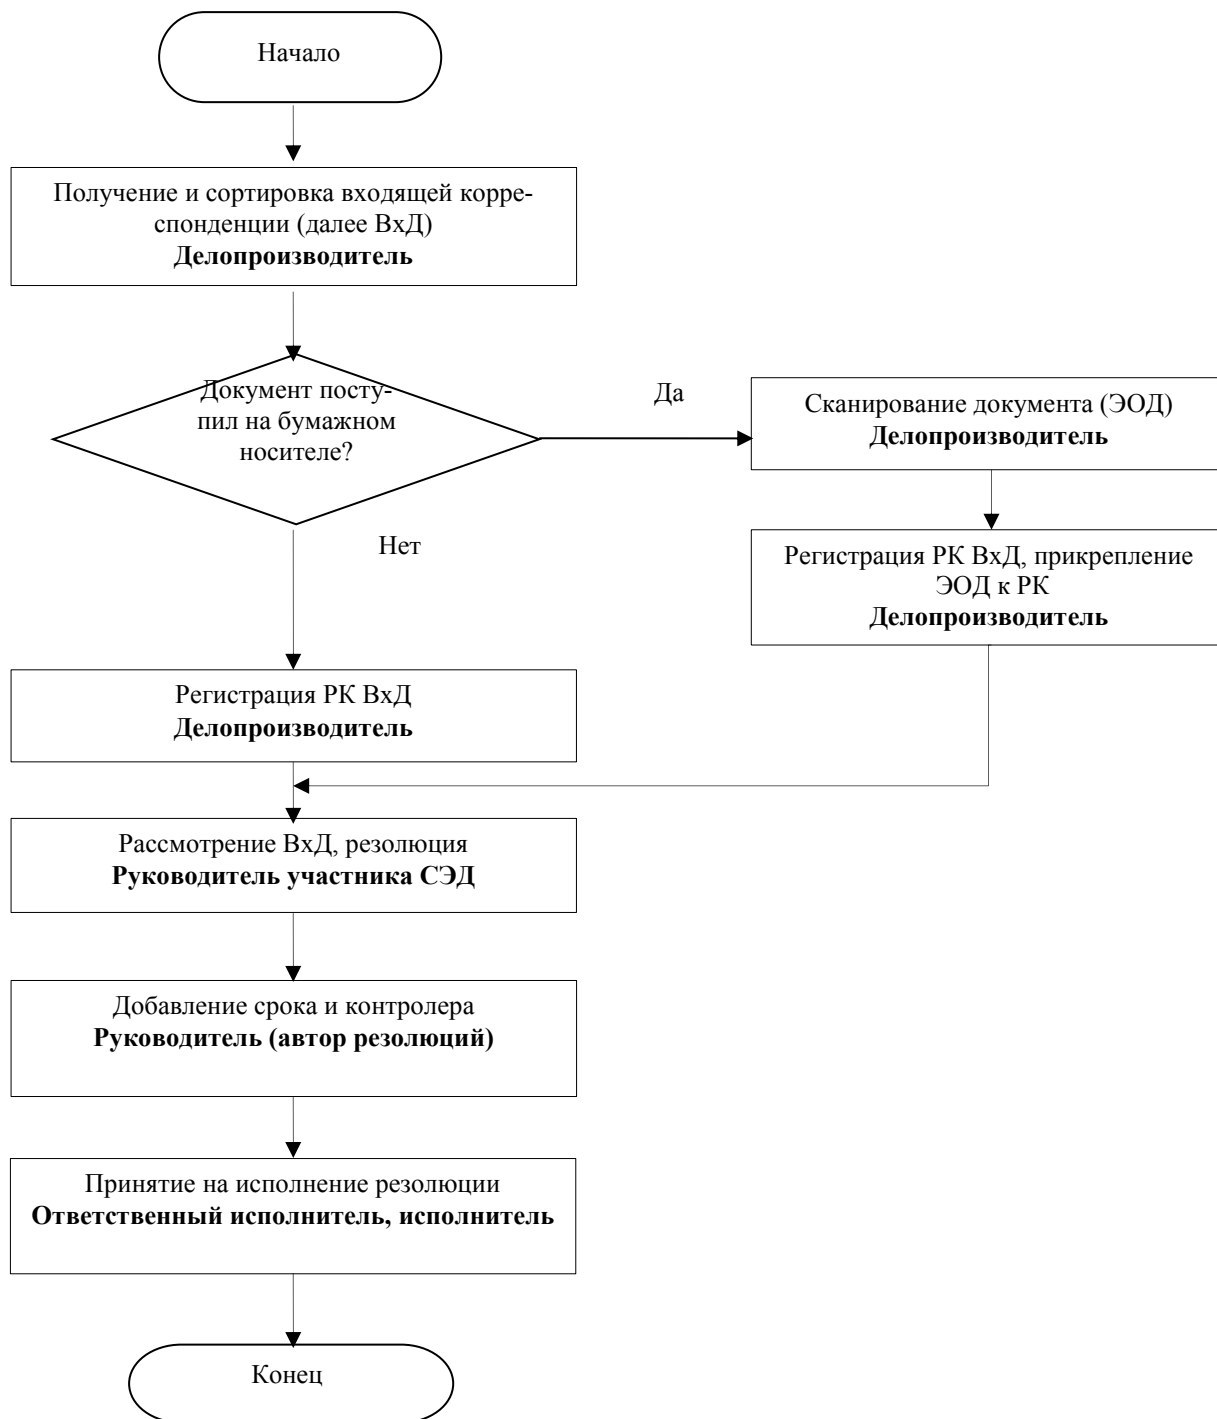 Начало
Получение и сортировка входящей корре-
спонденции (далее ВхД)
Делопроизводитель
Документ посту-
пил на бумажном
носителе?
Да
Сканирование документа (ЭОД)
Делопроизводитель
Нет
Регистрация РК ВхД, прикрепление
ЭОД к РК
Делопроизводитель
Регистрация РК ВхД
Делопроизводитель
Рассмотрение ВхД, резолюция
Руководитель участника СЭД
Добавление срока и контролера
Руководитель (автор резолюций)
Принятие на исполнение резолюции
Ответственный исполнитель, исполнитель
Конец